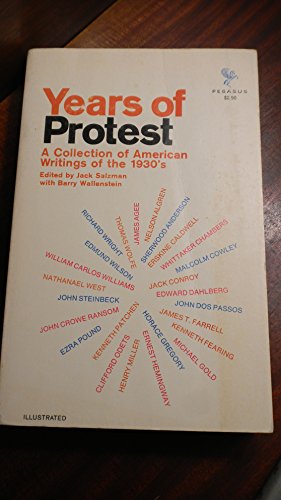 PEGASUS
$2.95
Years of
Protest
A Collection of American
Writings of the 1930's
Edited by Jack Salzman
with Barry Wallenstein
NELSON ALGREN
SHERWOOD ANDERSON
ERSKINE CALDWELL
WHITTAKER CHAMBERS
MALCOLM COWLEY
JACK CONROY
EDWARD DAHLBERG
JOHN DOS PASSOS
JAMES T. FARRELL
KENNETH FEARING
MICHAEL GOLD
HORACE GREGORY
ERNEST HEMINGWAY
HENRY MILLER
CLIFFORD ODETS
KENNETH PATCHEN
EZRA POUND
JOHN CROWE RANSOM
JOHN STEINBECK
NATHANAEL WEST
WILLIAM CARLOS WILLIAMS
EDMUND WILSON
RICHARD WRIGHT
THOMAS WOLFE
JAMES AGEE
ILLUSTRATED